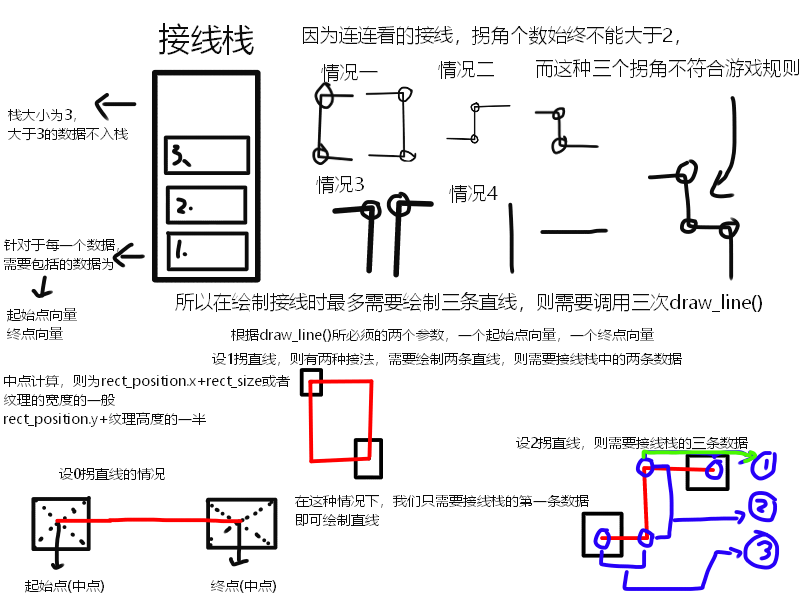 接线栈
因为连连看的接线，拐角个数始终不能大于2，
情况一
情况二
而这种三个拐角不符合游戏规则
栈大小为3，
大于3的数据不入栈
3、
2.
1.
情况3
情况4
针对于每一个数据，
需要包括的数据为
起始点向量
终点向量
所以在绘制接线时最多需要绘制三条直线，则需要调用三次draw_line()
根据draw_line()所必须的两个参数，一个起始点向量，一个终点向量
设1拐直线，则有两种接法，需要绘制两条直线，则需要接线栈中的两条数据
中点计算，则为rect_position.x+rect_size或者
纹理的宽度的一般
rect_position.y+纹理高度的一半
设2拐直线，则需要接线栈的三条数据
1
2
3
设0拐直线的情况
在这种情况下，我们只需要接线栈的第一条数据
即可绘制直线
起始点(中点)
终点(中点)